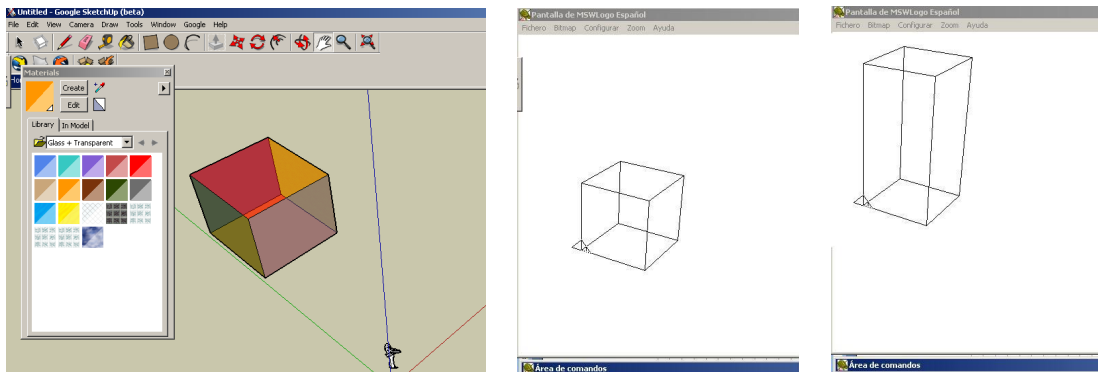 Untitled - Google SketchUp (beta)
File Edit View Camera Draw Tools Window Google Help
Materials
Create
Edit
Library In Model
Glass + Transparent
Pantalla de MSWLogo Español
Fichero Bitmap Configurar Zoom Ayuda
Área de comandos
Pantalla de MSWLogo Español
Fichero Bitmap Configurar Zoom Ayuda
Área de comandos